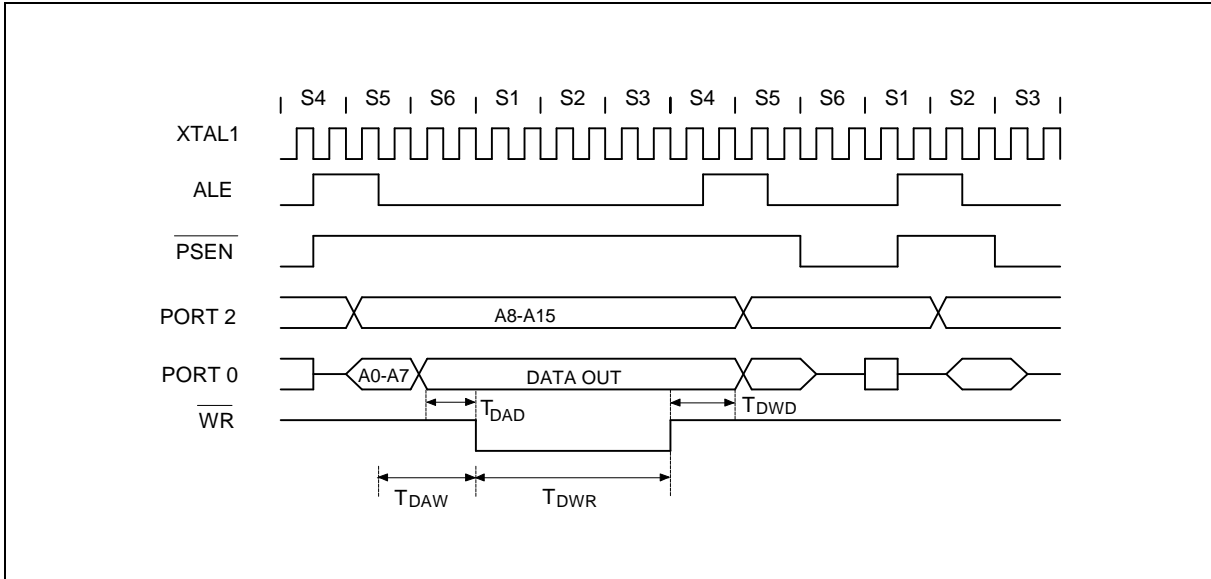 S4 S5 S6 S1 S2 S3 S4 S5 S6 S1 S2 S3
XTAL1
ALE
PSEN
PORT 2 A8-A15
PORT 0 A0-A7 DATA OUT
TDAD TDWD
WR
TDAW TDWR